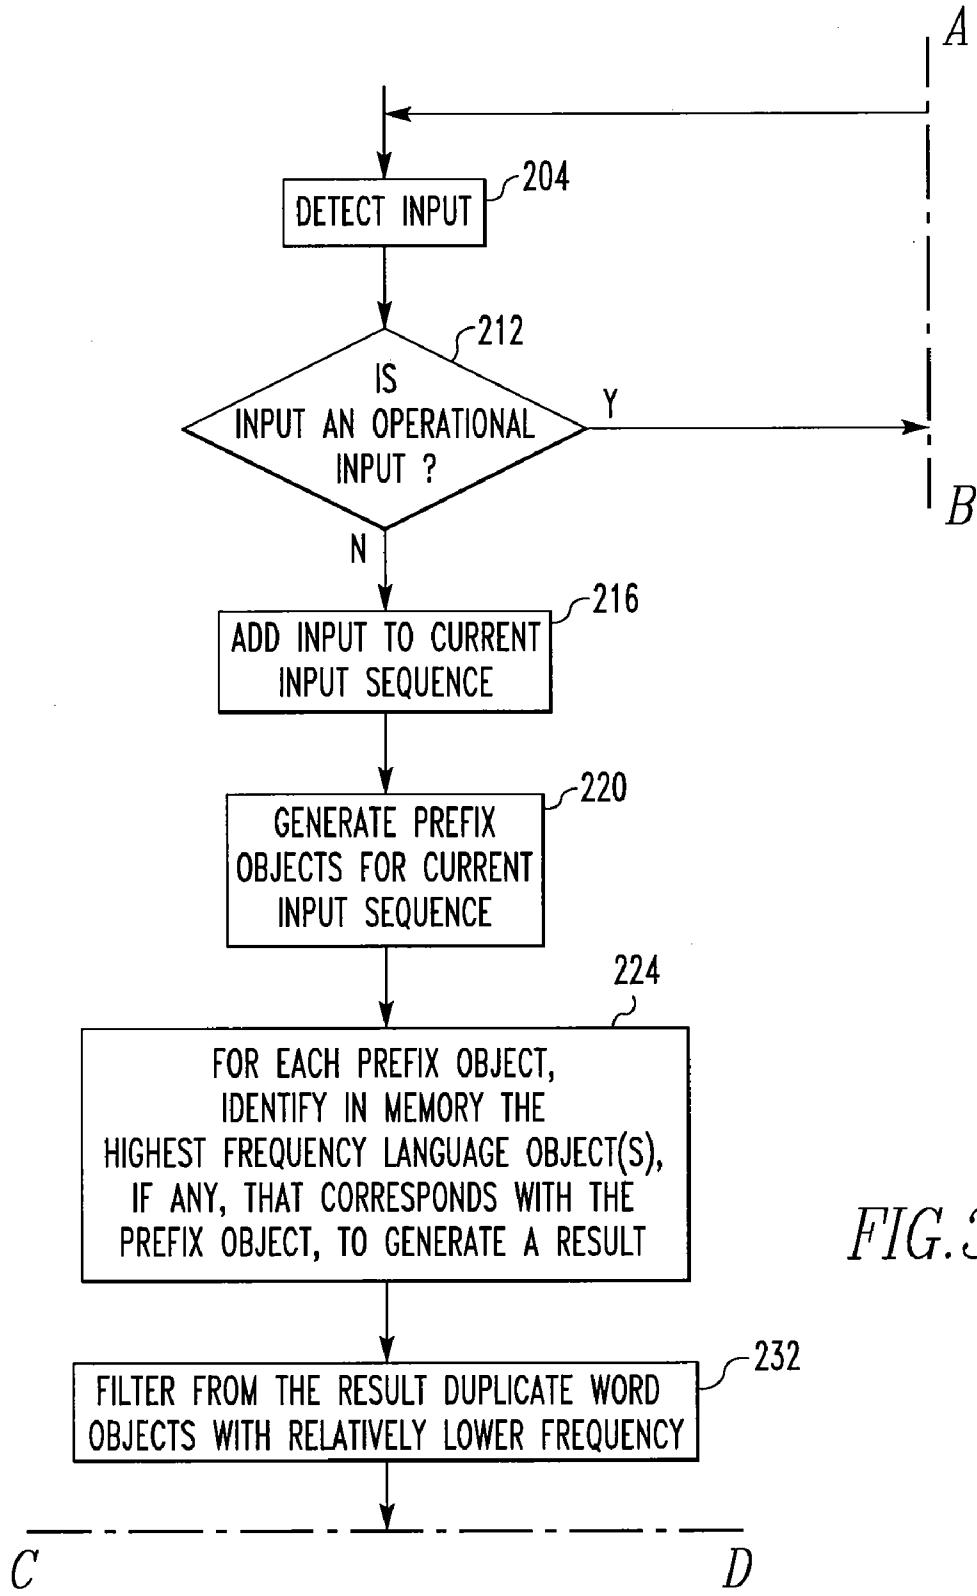 A
204
DETECT INPUT
212
IS
INPUT AN OPERATIONAL
INPUT ?
Y
B
N
216
ADD INPUT TO CURRENT
INPUT SEQUENCE
220
GENERATE PREFIX
OBJECTS FOR CURRENT
INPUT SEQUENCE
224
FOR EACH PREFIX OBJECT,
IDENTIFY IN MEMORY THE
HIGHEST FREQUENCY LANGUAGE OBJECT(S),
IF ANY, THAT CORRESPONDS WITH THE
PREFIX OBJECT, TO GENERATE A RESULT
FIG.3
232
FILTER FROM THE RESULT DUPLICATE WORD
OBJECTS WITH RELATIVELY LOWER FREQUENCY
C
D